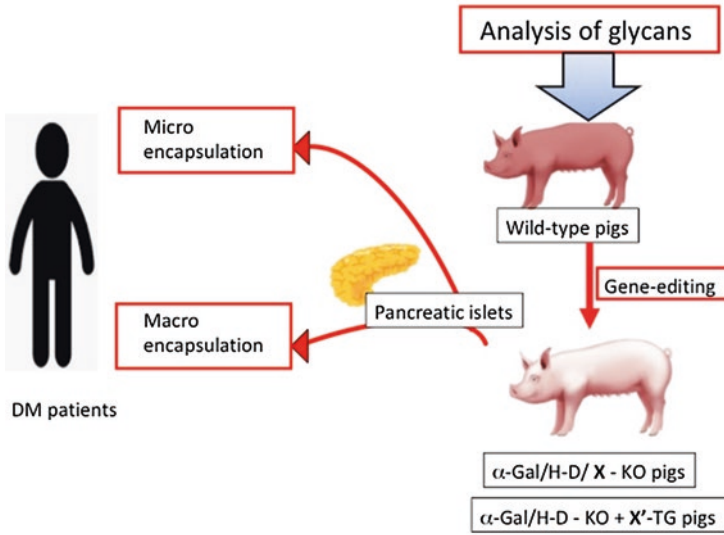 Analysis of glycans
Micro
encapsulation
Wild-type pigs
Gene-editing
Pancreatic islets
Macro
encapsulation
DM patients
α-Gal/H-D/ X - KO pigs
α-Gal/H-D - KO + X’-TG pigs